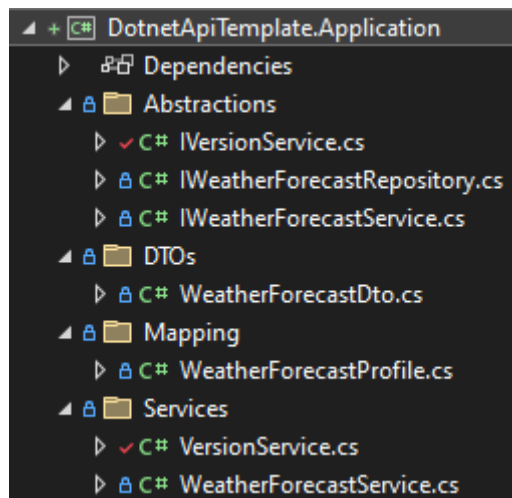 C# DotnetApiTemplate.Application
Dependencies
Abstractions
C# IVersionService.cs
C# IWeatherForecastRepository.cs
C# IWeatherForecastService.cs
DTOs
C# WeatherForecastDto.cs
Mapping
C# WeatherForecastProfile.cs
Services
C# VersionService.cs
C# WeatherForecastService.cs